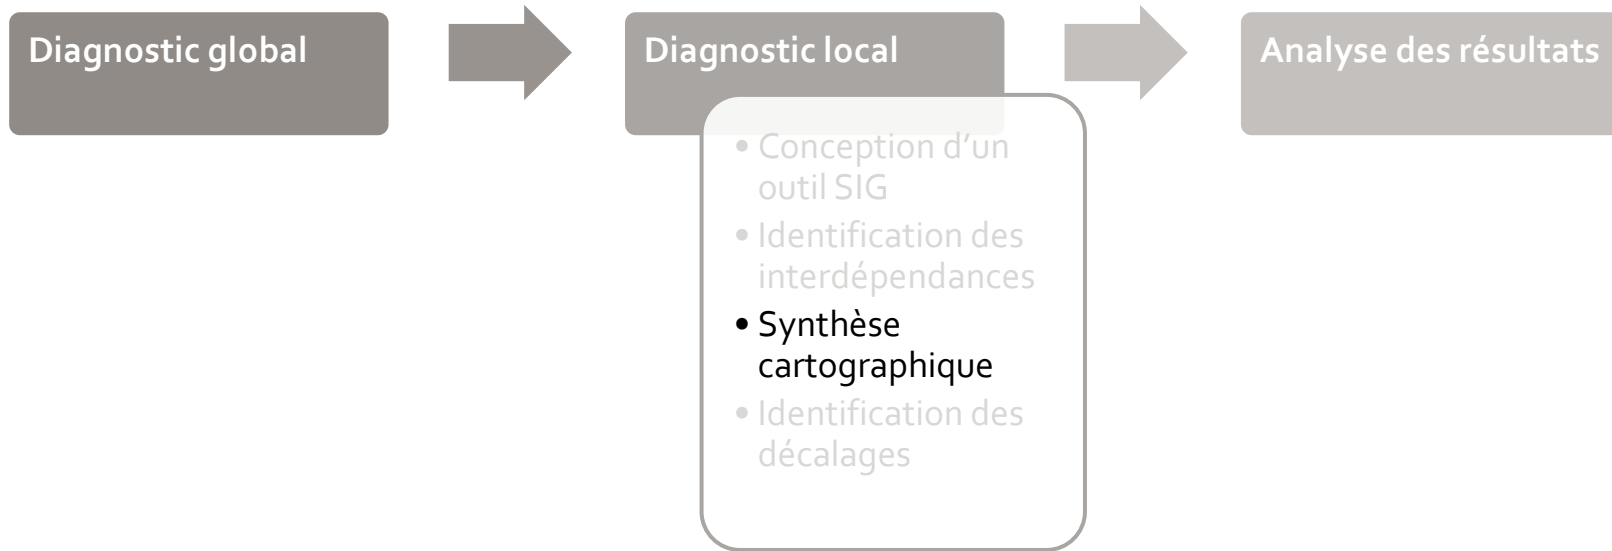 Diagnostic global
Diagnostic local
Analyse des résultats
• Conception d’un
outil SIG
• Identification des
interdépendances
• Synthèse
cartographique
• Identification des
décalages